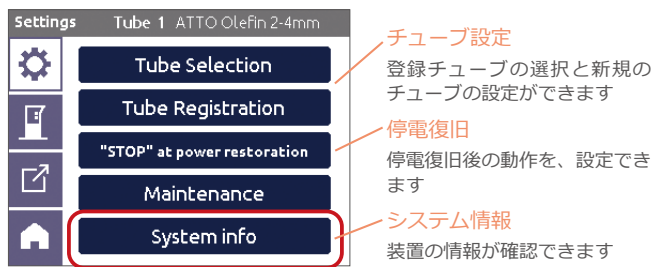 Settings Tube 1 ATTO Olefin 2-4mm
Tube Selection
Tube Registration
"STOP" at power restoration
Maintenance
System info
チューブ設定
登録チューブの選択と新規の
チューブの設定ができます
停電復旧
停電復旧後の動作を、設定でき
ます
システム情報
装置の情報が確認できます